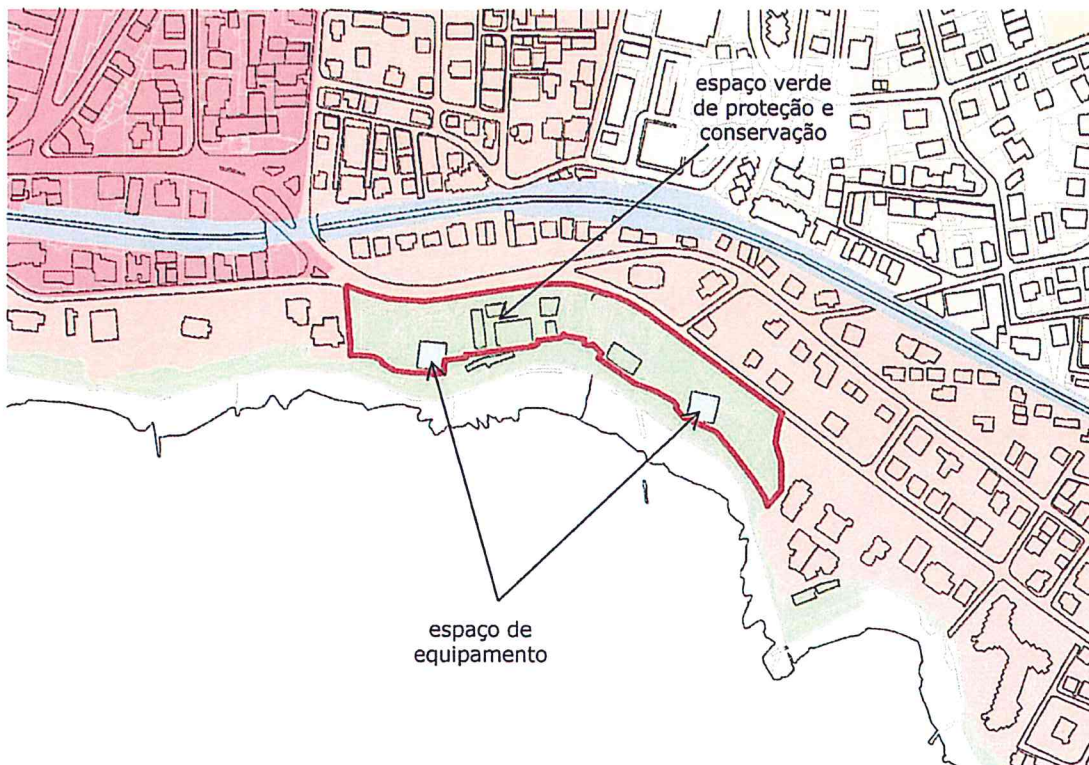 espaço verde
de proteção e
conservação
espaço de
equipamento